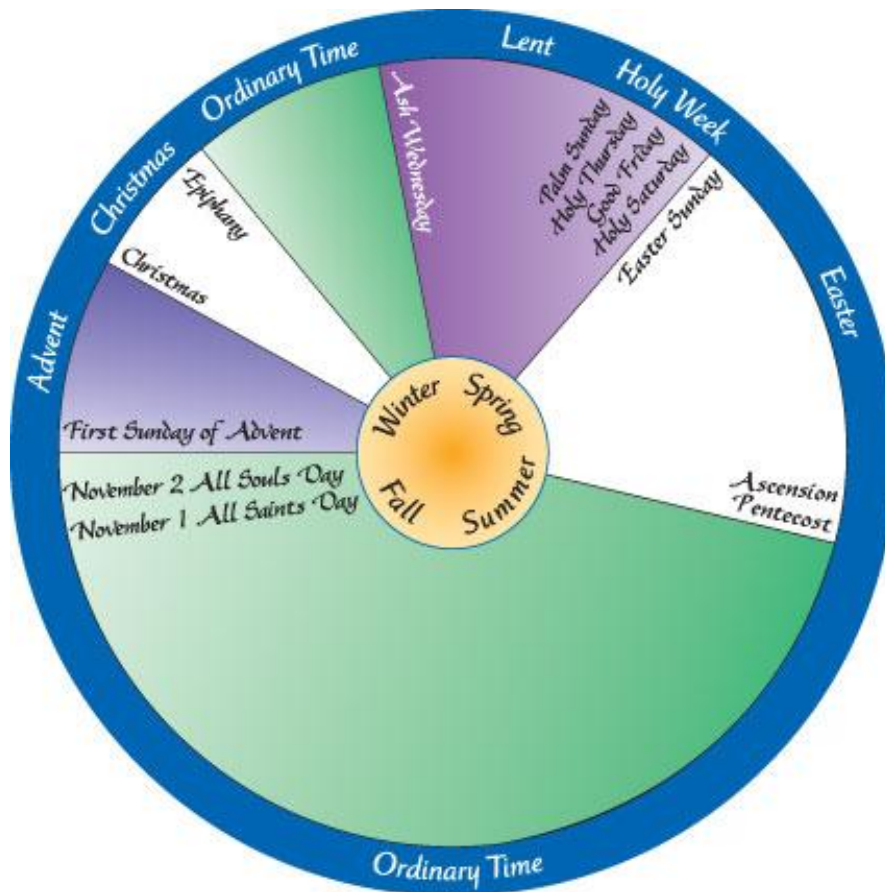 Lent
Holy Week
Easter
Ordinary Time
Advent
Christmas
Ordinary Time
Ash Wednesday
Palm Sunday
Holy Thursday
Good Friday
Holy Saturday
Easter Sunday
Ascension
Pentecost
November 1 All Saints Day
November 2 All Souls Day
First Sunday of Advent
Christmas
Epiphany
Winter
Spring
Summer
Fall